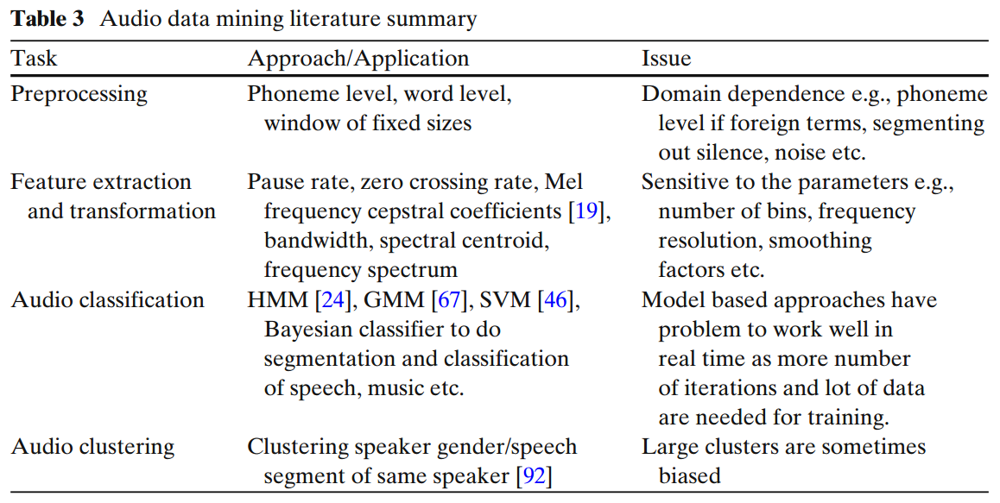 Table 3 Audio data mining literature summary
Task Approach/Application Issue
Preprocessing Phoneme level, word level, Domain dependence e.g., phoneme
window of fixed sizes level if foreign terms, segmenting
out silence, noise etc.
Feature extraction Pause rate, zero crossing rate, Mel Sensitive to the parameters e.g.,
and transformation frequency cepstral coefficients [19], number of bins, frequency
bandwidth, spectral centroid, resolution, smoothing
frequency spectrum factors etc.
Audio classification HMM [24], GMM [67], SVM [46], Model based approaches have
Bayesian classifier to do problem to work well in
segmentation and classification real time as more number
of speech, music etc. of iterations and lot of data
are needed for training.
Audio clustering Clustering speaker gender/speech Large clusters are sometimes
segment of same speaker [92] biased